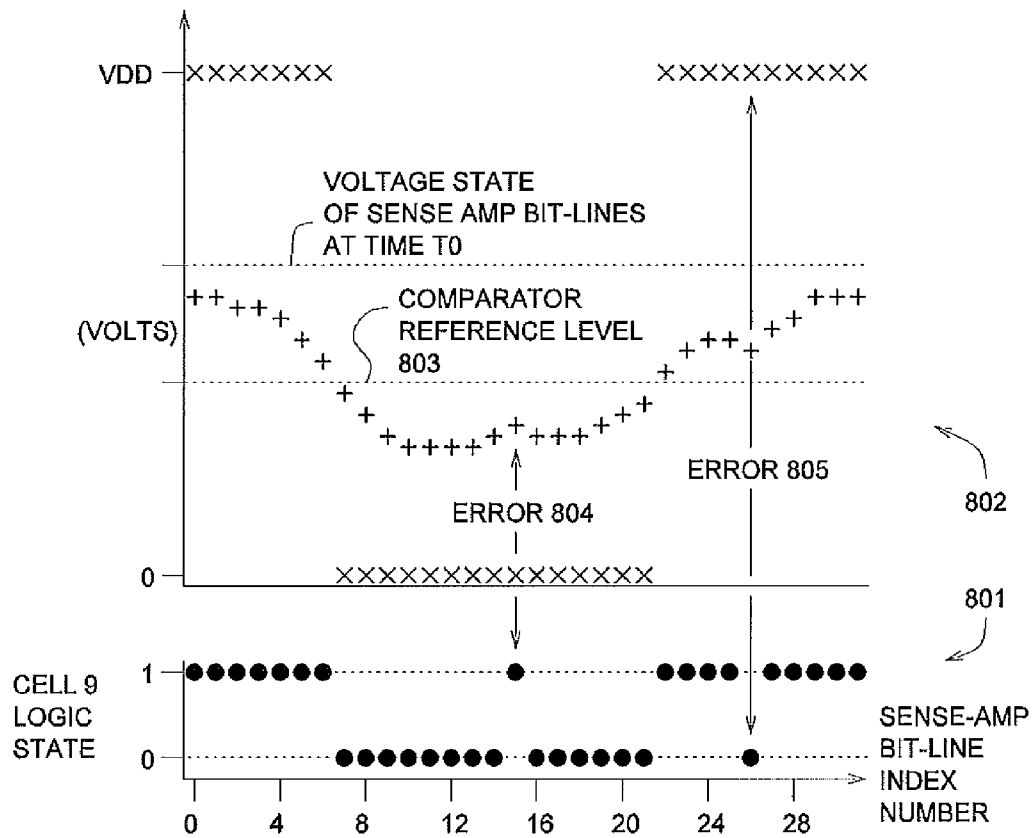 VDD
VOLTAGE STATE
OF SENSE AMP BIT-LINES
AT TIME T0
(VOLTS)
COMPARATOR
REFERENCE LEVEL
803
ERROR 804
ERROR 805
802
0
801
CELL 9
LOGIC
STATE
1
0
SENSE-AMP
BIT-LINE
INDEX
NUMBER
0 4 8 12 16 20 24 28